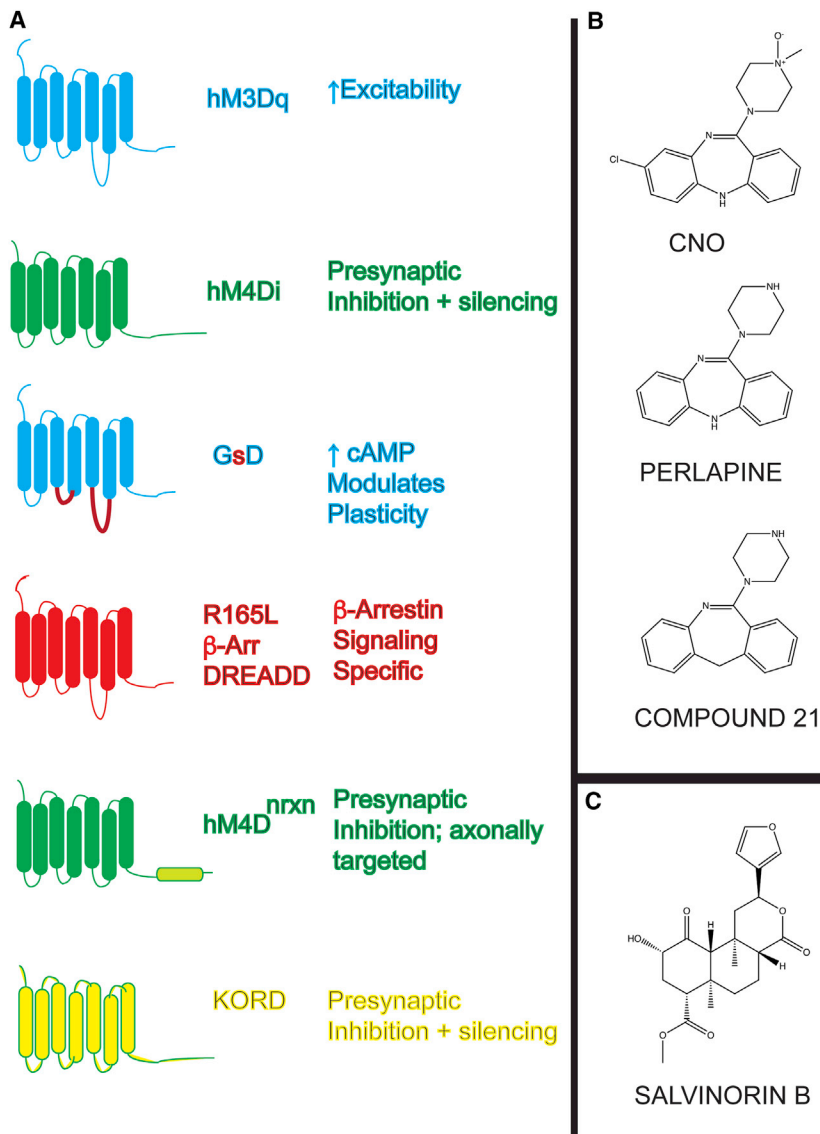 A
hM3Dq
↑Excitability
hM4Di
Presynaptic
Inhibition + silencing
GsD
↑ cAMP
Modulates
Plasticity
R165L
β-Arr
DREADD
β-Arrestin
Signaling
Specific
hM4Dnrxn
Presynaptic
Inhibition; axonally
targeted
KORD
Presynaptic
Inhibition + silencing
B
O-
N+
N
N
Cl
N
H
CNO
NH
N
N
N
H
PERLAPINE
NH
N
N
COMPOUND 21
C
O
O
H
O
HO
O
H
O
O
SALVINORIN B